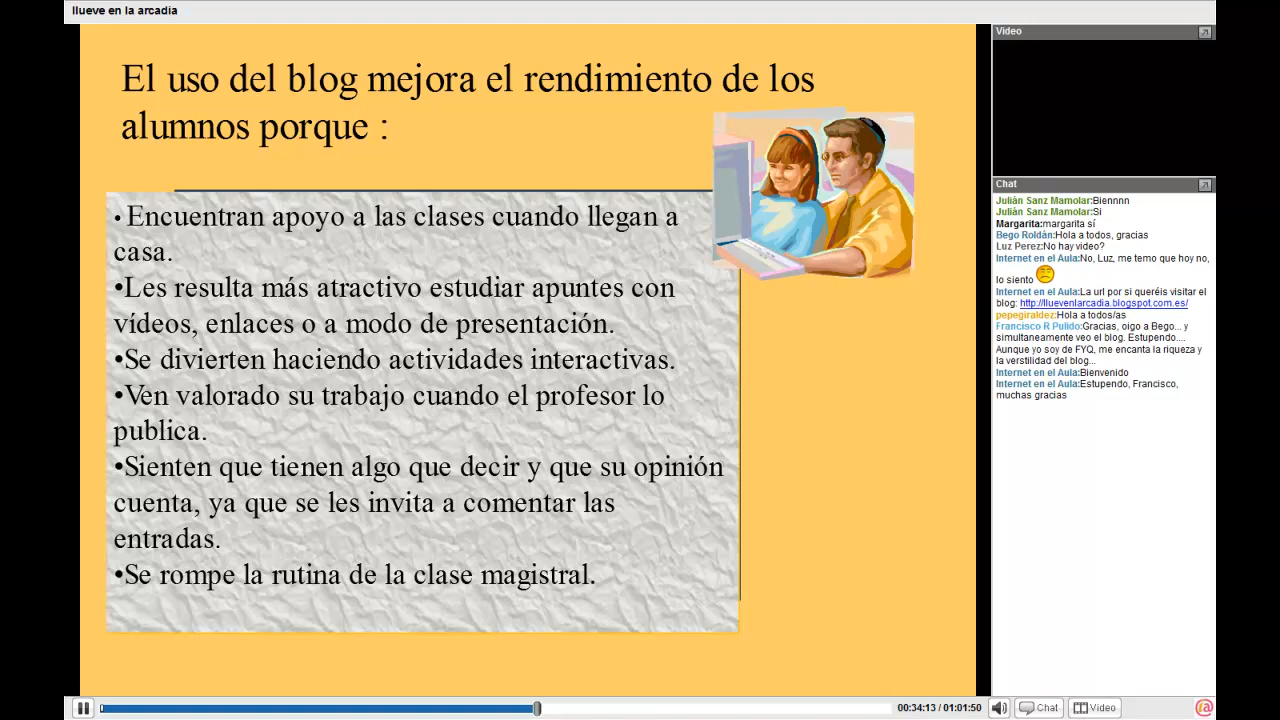 llueve en la arcadia
El uso del blog mejora el rendimiento de los
alumnos porque :
• Encuentran apoyo a las clases cuando llegan a
casa.
•Les resulta más atractivo estudiar apuntes con
vídeos, enlaces o a modo de presentación.
•Se divierten haciendo actividades interactivas.
•Ven valorado su trabajo cuando el profesor lo
publica.
•Sienten que tienen algo que decir y que su opinión
cuenta, ya que se les invita a comentar las
entradas.
•Se rompe la rutina de la clase magistral.
Video
Chat
Julián Sanz Mamolar:Biennnn
Julián Sanz Mamolar:Si
Margarita:margarita sí
Bego Roldán:Hola a todos, gracias
Luz Perez:No hay video?
Internet en el Aula:No, Luz, me temo que hoy no,
lo siento
Internet en el Aula:La url por si queréis visitar el
blog: http://lluevenlarcadia.blogspot.com.es/
pepegiraldez:Hola a todos/as
Francisco R Pulido:Gracias, oigo a Bego... y
simultaneamente veo el blog. Estupendo....
Aunque yo soy de FYQ, me encanta la riqueza y
la verstilidad del blog...
Internet en el Aula:Bienvenido
Internet en el Aula:Estupendo, Francisco,
muchas gracias
00:34:13 / 01:01:50
Chat
Video